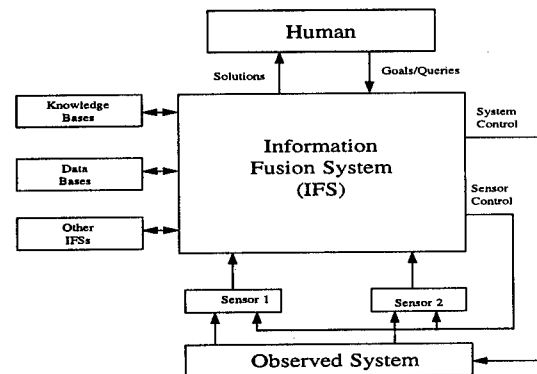 Human
Solutions
Goals/Queries
Knowledge
Bases
System
Control
Information
Fusion System
(IFS)
Data
Bases
Sensor
Control
Other
IFSs
Sensor 1
Sensor 2
Observed System